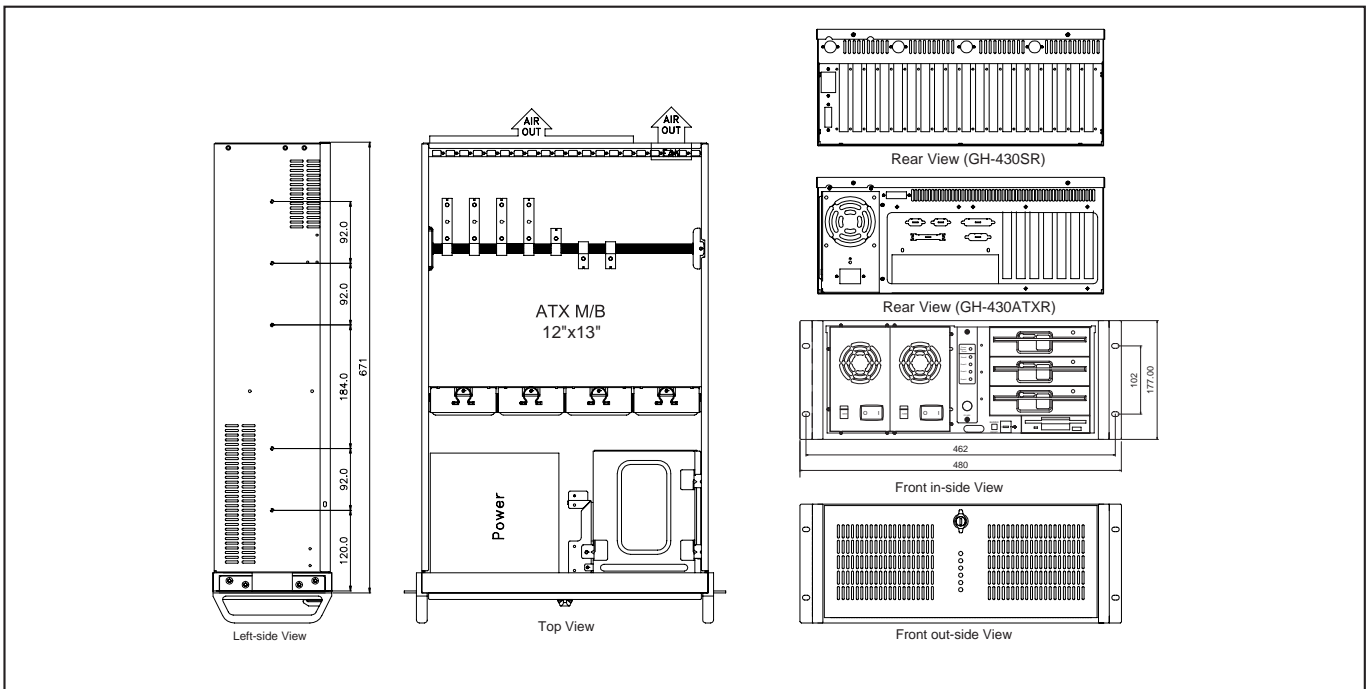 AIR
OUT
AIR
OUT
FAN
92.0
92.0
184.0
92.0
120.0
671
ATX M/B
12"x13"
Power
Left-side View
Top View
Rear View (GH-430SR)
Rear View (GH-430ATXR)
102
177.00
462
480
Front in-side View
Front out-side View